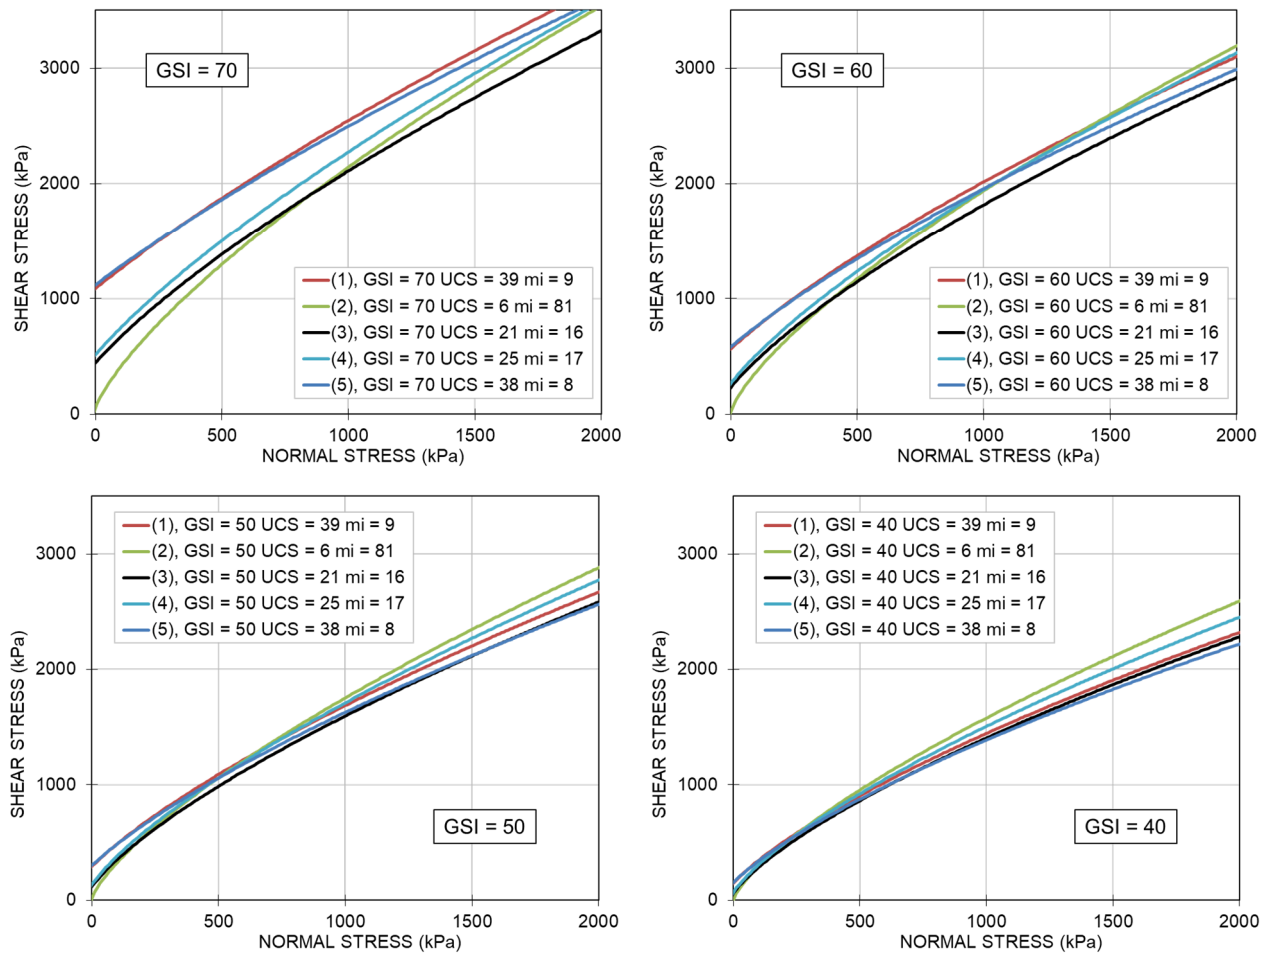 GSI = 70
3000
2000
1000
0
SHEAR STRESS (kPa)
(1), GSI = 70 UCS = 39 mi = 9
(2), GSI = 70 UCS = 6 mi = 81
(3), GSI = 70 UCS = 21 mi = 16
(4), GSI = 70 UCS = 25 mi = 17
(5), GSI = 70 UCS = 38 mi = 8
0 500 1000 1500 2000
NORMAL STRESS (kPa)
GSI = 60
3000
2000
1000
0
SHEAR STRESS (kPa)
(1), GSI = 60 UCS = 39 mi = 9
(2), GSI = 60 UCS = 6 mi = 81
(3), GSI = 60 UCS = 21 mi = 16
(4), GSI = 60 UCS = 25 mi = 17
(5), GSI = 60 UCS = 38 mi = 8
0 500 1000 1500 2000
NORMAL STRESS (kPa)
(1), GSI = 50 UCS = 39 mi = 9
(2), GSI = 50 UCS = 6 mi = 81
(3), GSI = 50 UCS = 21 mi = 16
(4), GSI = 50 UCS = 25 mi = 17
(5), GSI = 50 UCS = 38 mi = 8
3000
2000
1000
0
SHEAR STRESS (kPa)
GSI = 50
0 500 1000 1500 2000
NORMAL STRESS (kPa)
(1), GSI = 40 UCS = 39 mi = 9
(2), GSI = 40 UCS = 6 mi = 81
(3), GSI = 40 UCS = 21 mi = 16
(4), GSI = 40 UCS = 25 mi = 17
(5), GSI = 40 UCS = 38 mi = 8
3000
2000
1000
0
SHEAR STRESS (kPa)
GSI = 40
0 500 1000 1500 2000
NORMAL STRESS (kPa)